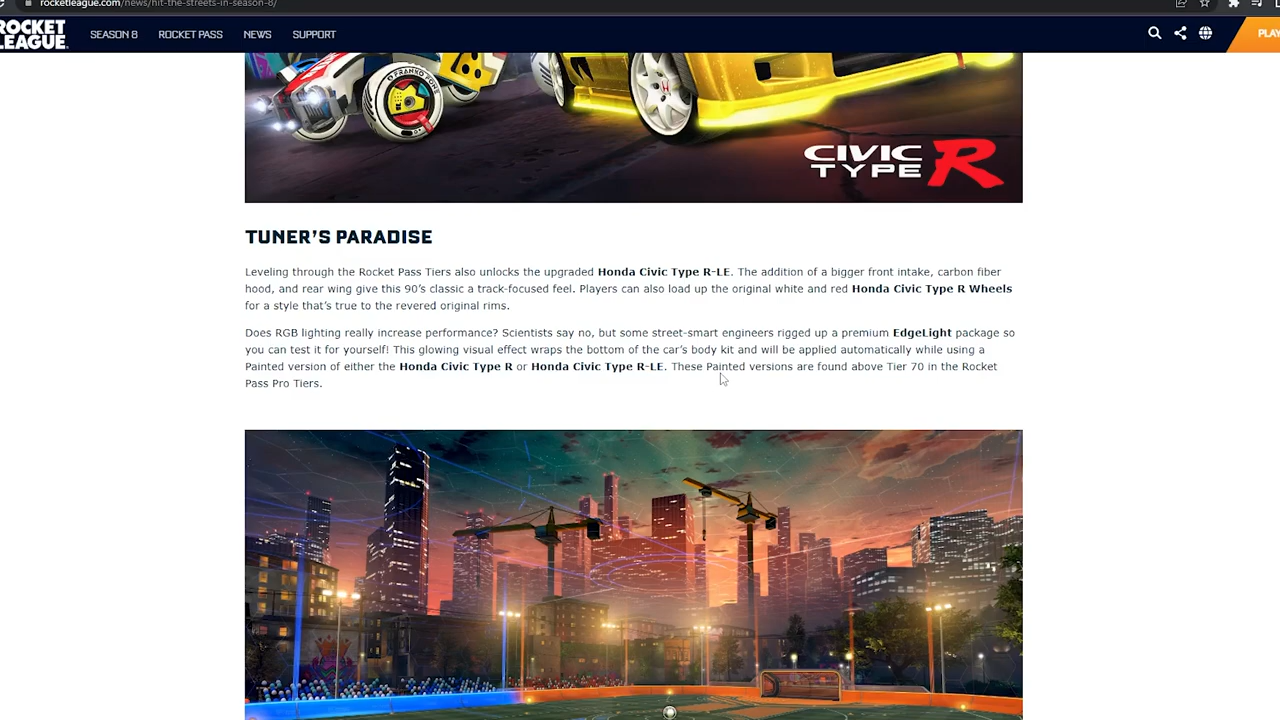 rocketleague.com/news/hit-the-streets-in-season-8/
ROCKET
LEAGUE
SEASON 8 ROCKET PASS NEWS SUPPORT
PLAY
FRANKO FONE
CIVIC
TYPE R
TUNER'S PARADISE
Leveling through the Rocket Pass Tiers also unlocks the upgraded Honda Civic Type R-LE. The addition of a bigger front intake, carbon fiber
hood, and rear wing give this 90's classic a track-focused feel. Players can also load up the original white and red Honda Civic Type R Wheels
for a style that's true to the revered original rims.
Does RGB lighting really increase performance? Scientists say no, but some street-smart engineers rigged up a premium EdgeLight package so
you can test it for yourself! This glowing visual effect wraps the bottom of the car's body kit and will be applied automatically while using a
Painted version of either the Honda Civic Type R or Honda Civic Type R-LE. These Painted versions are found above Tier 70 in the Rocket
Pass Pro Tiers.